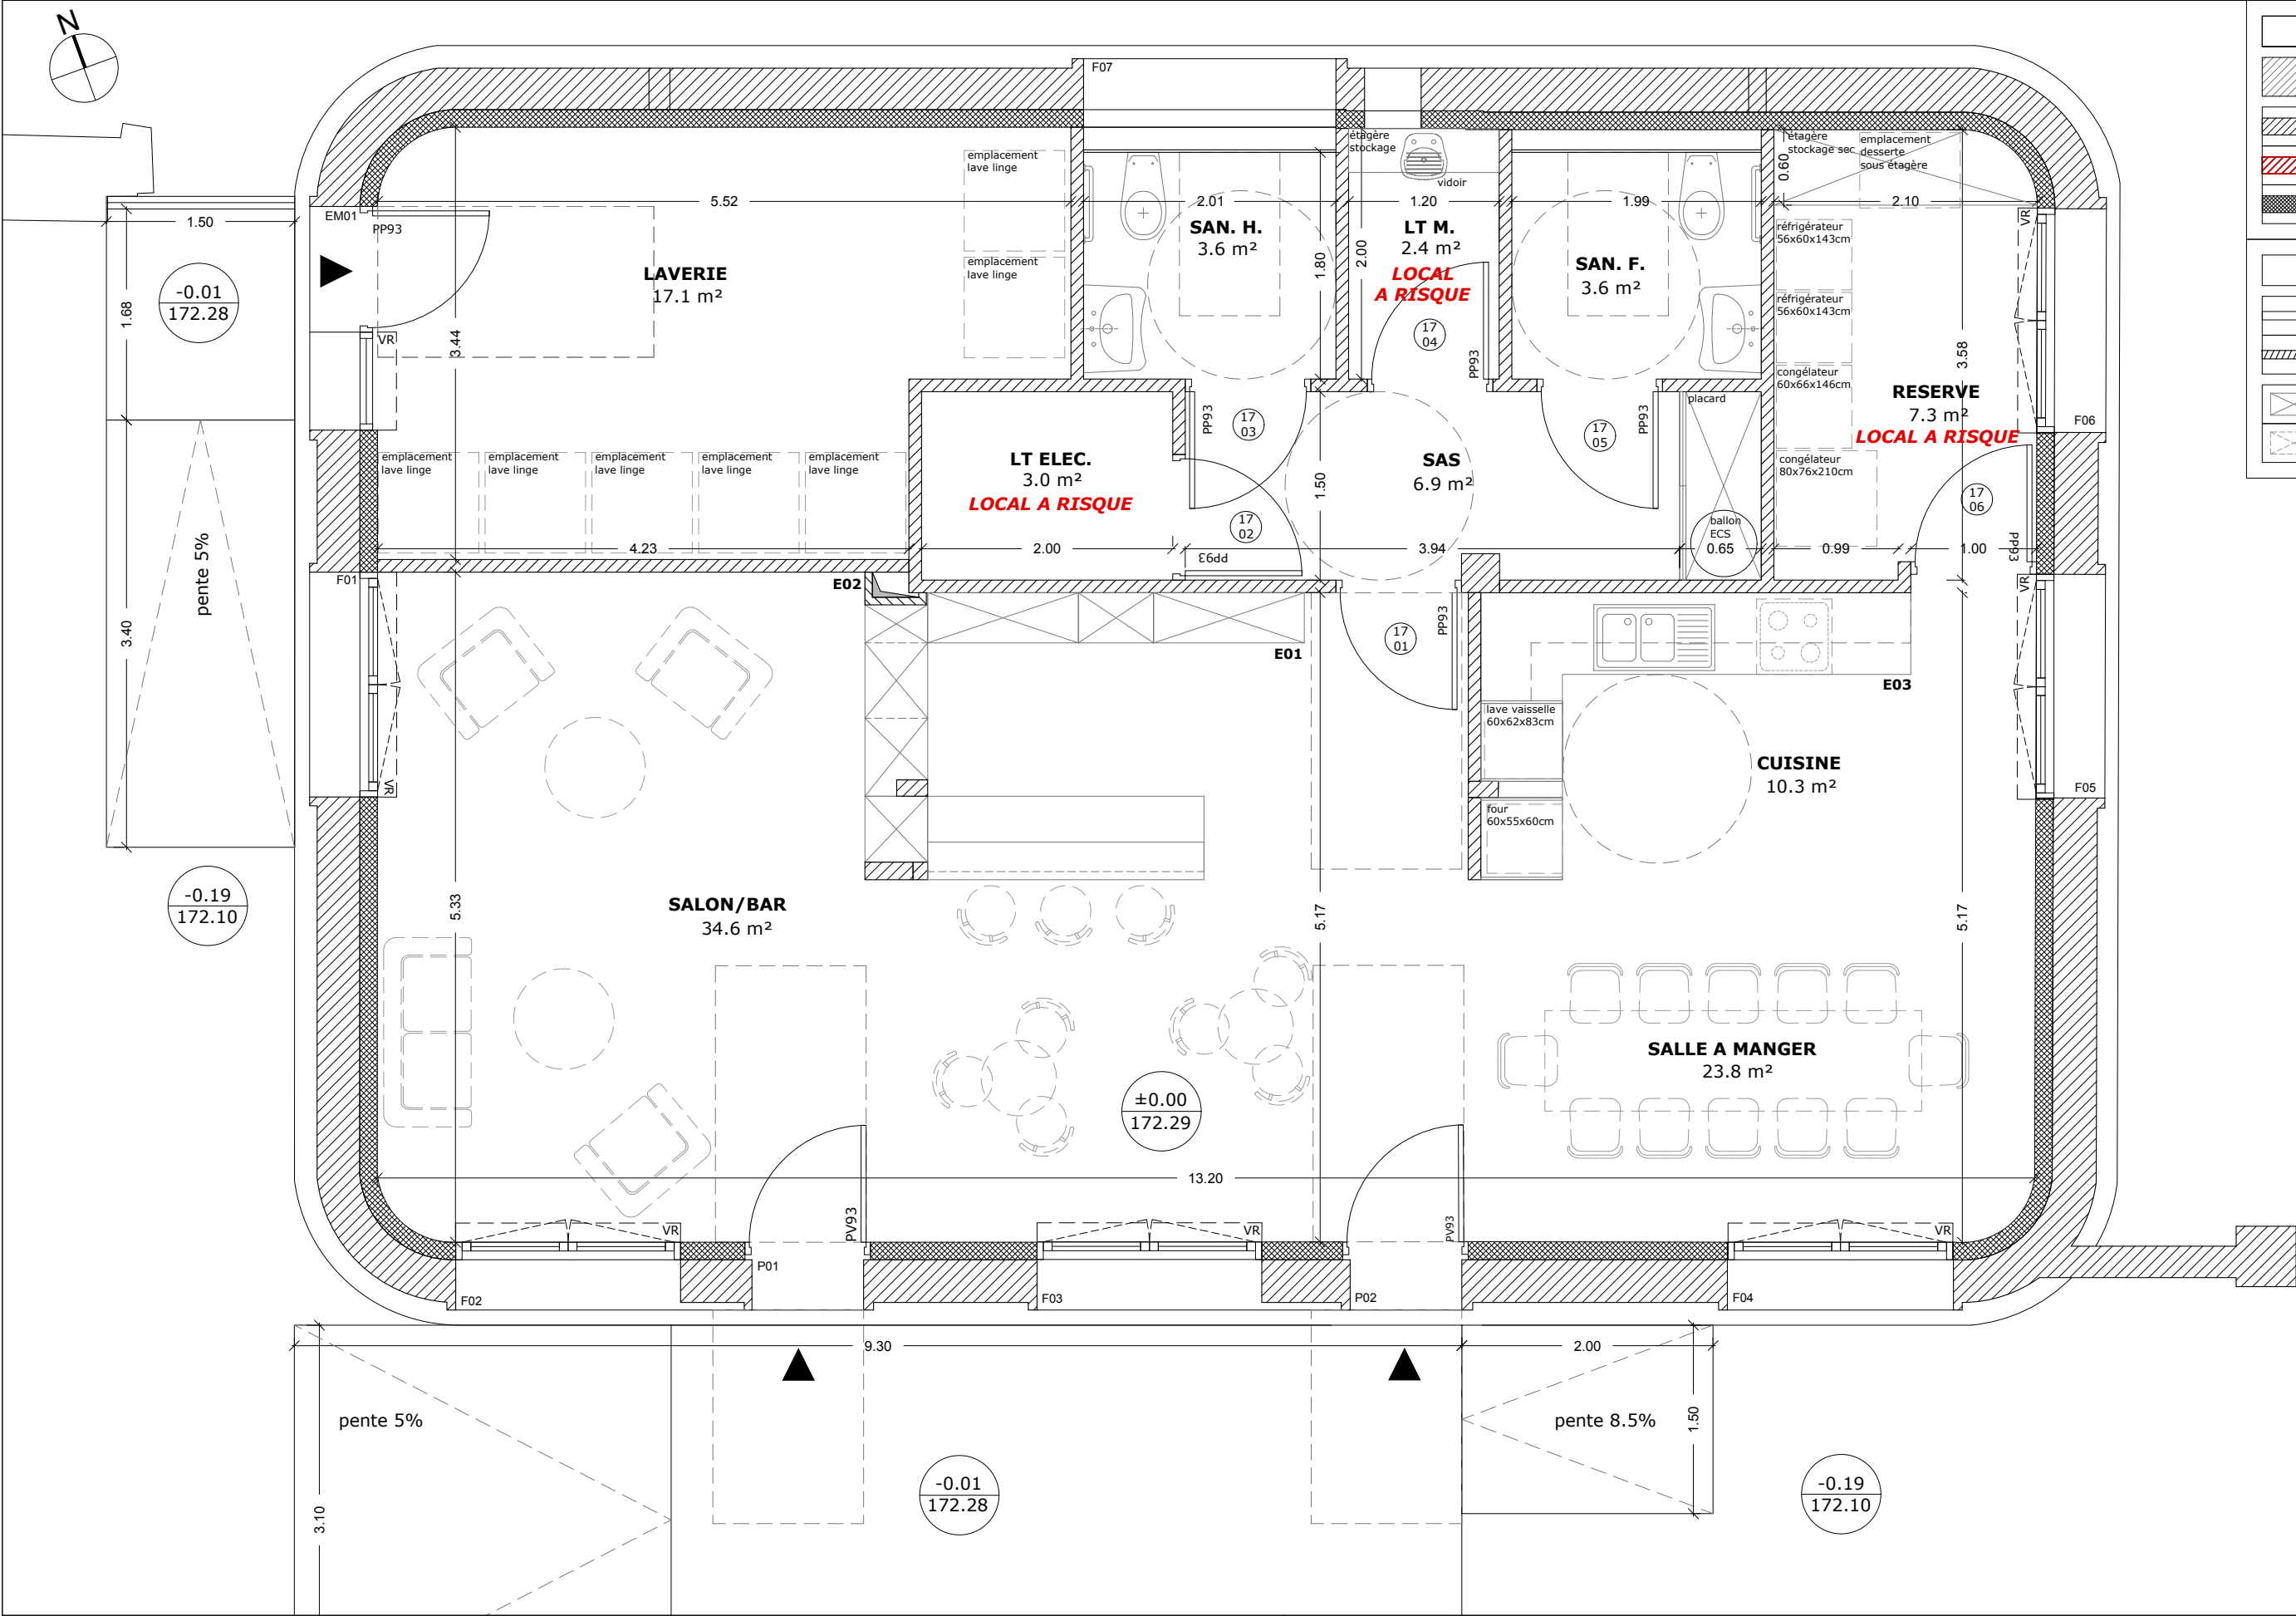 N
F07
étagère
stockage
vidoir
étagère
stockage sec
emplacement
desserte
sous étagère
0.60
emplacement
lave linge
EM01
PP93
1.50
5.52
2.01
1.20
1.99
2.10
VR
SAN. H.
3.6 m²
LT M.
2.4 m²
LOCAL
A RISQUE
SAN. F.
3.6 m²
réfrigérateur
56x60x143cm
LAVERIE
17.1 m²
emplacement
lave linge
1.80
2.00
-0.01
172.28
1.68
réfrigérateur
56x60x143cm
VR
3.44
17
04
PP93
3.58
congélateur
60x66x146cm
RESERVE
7.3 m²
LOCAL A RISQUE
F06
placard
PP93
17
03
PP93
17
05
emplacement
lave linge
emplacement
lave linge
emplacement
lave linge
emplacement
lave linge
emplacement
lave linge
LT ELEC.
3.0 m²
LOCAL A RISQUE
SAS
6.9 m²
1.50
congélateur
80x76x210cm
17
06
17
02
ballon
ECS
PP93
4.23
2.00
3.94
0.65
0.99
1.00
PP93
pente 5%
3.40
F01
E02
VR
17
01
PP93
E01
E03
lave vaisselle
60x62x83cm
CUISINE
10.3 m²
VR
F05
four
60x55x60cm
-0.19
172.10
SALON/BAR
34.6 m²
5.33
5.17
5.17
SALLE A MANGER
23.8 m²
±0.00
172.29
13.20
VR
PV93
VR
PV93
VR
P01
F02
F03
P02
F04
9.30
2.00
pente 5%
pente 8.5%
1.50
3.10
-0.01
172.28
-0.19
172.10